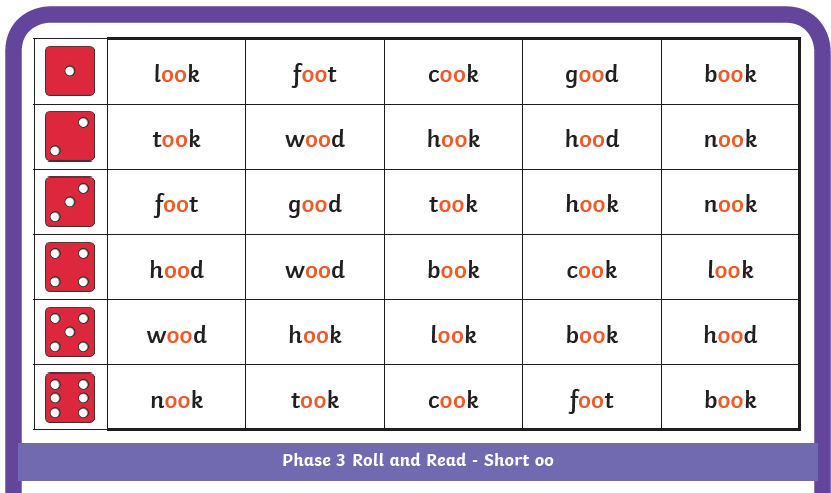 look foot cook good book
took wood hook hood nook
foot good took hook nook
hood wood book cook look
wood hook look book hood
nook took cook foot book
Phase 3 Roll and Read - Short oo